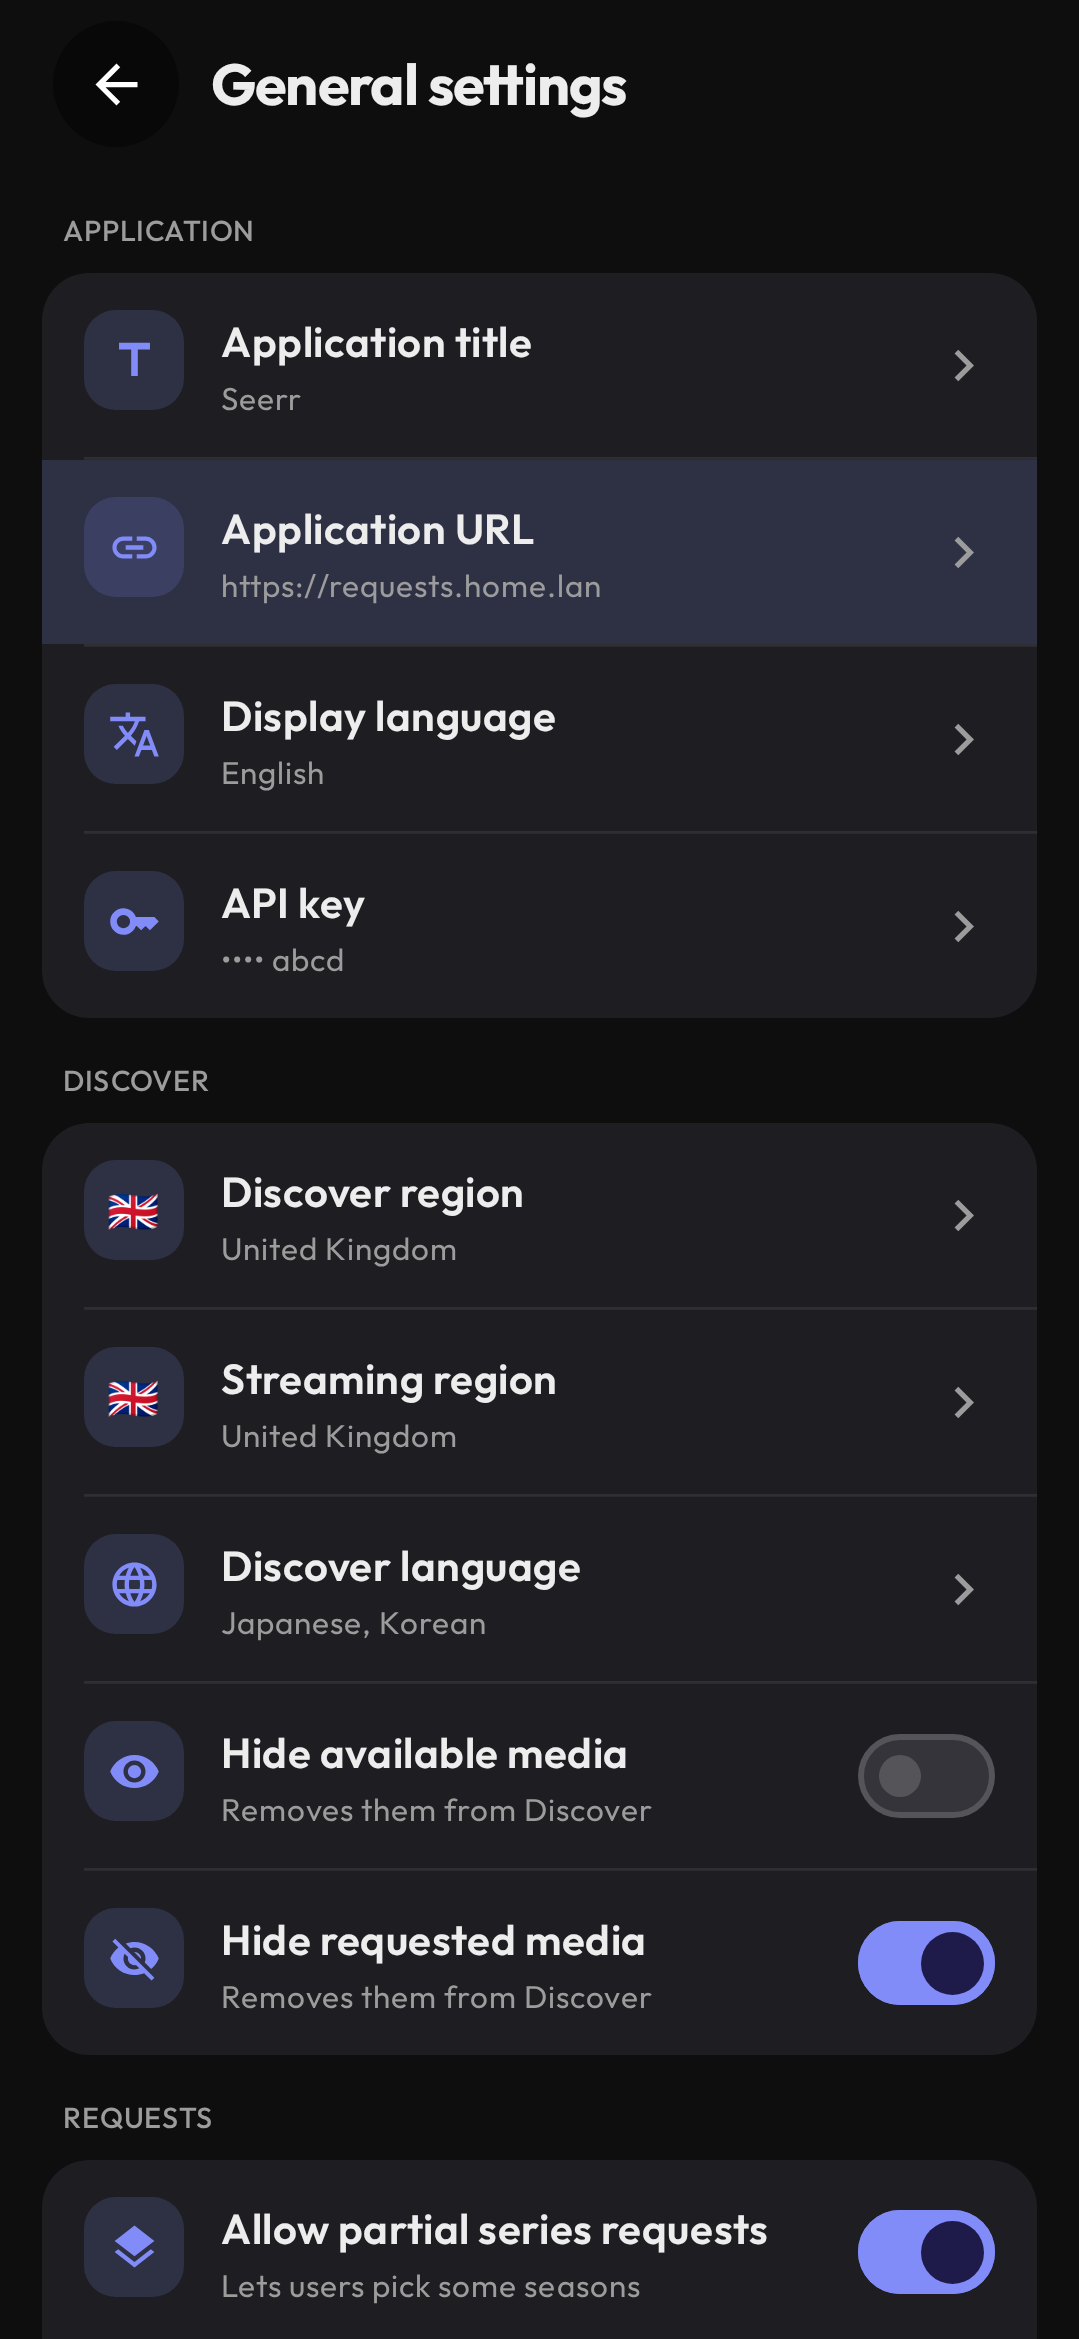 General settings
APPLICATION
Application title
Seerr
Application URL
https://requests.home.lan
Display language
English
API key
•••• abcd
DISCOVER
Discover region
United Kingdom
Streaming region
United Kingdom
Discover language
Japanese, Korean
Hide available media
Removes them from Discover
Hide requested media
Removes them from Discover
REQUESTS
Allow partial series requests
Lets users pick some seasons